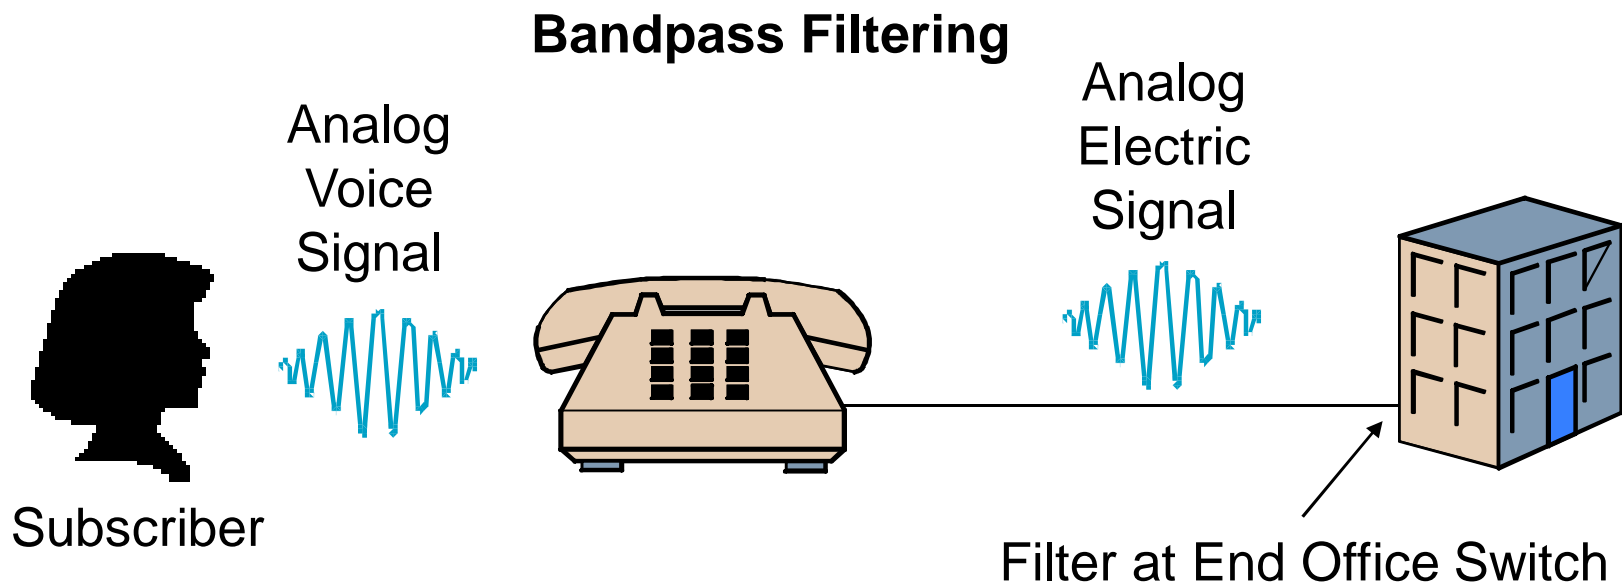 Bandpass Filtering
Analog
Voice
Signal
Analog
Electric
Signal
Subscriber
Filter at End Office Switch